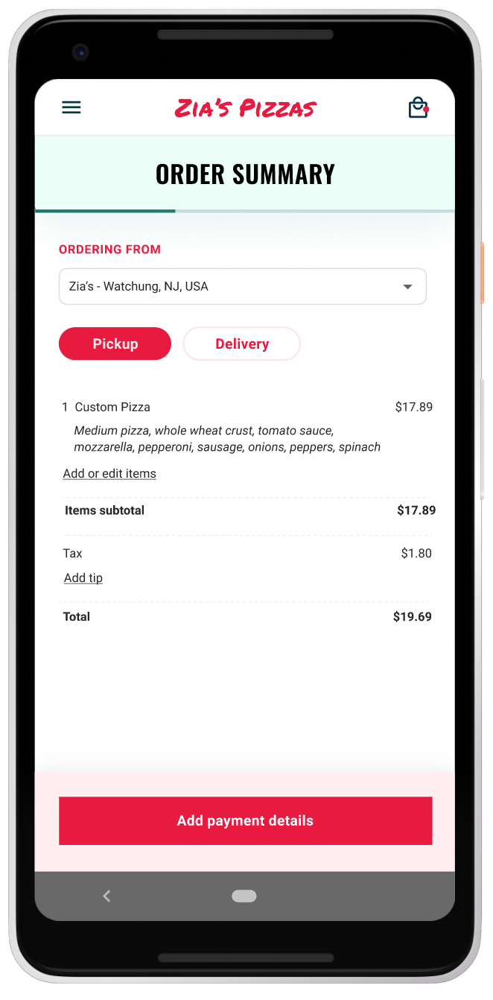 Zia's Pizzas
ORDER SUMMARY
ORDERING FROM
Zia’s - Watchung, NJ, USA
Pickup Delivery
1 Custom Pizza $17.89
Medium pizza, whole wheat crust, tomato sauce,
mozzarella, pepperoni, sausage, onions, peppers, spinach
Add or edit items
Items subtotal $17.89
Tax $1.80
Add tip
Total $19.69
Add payment details